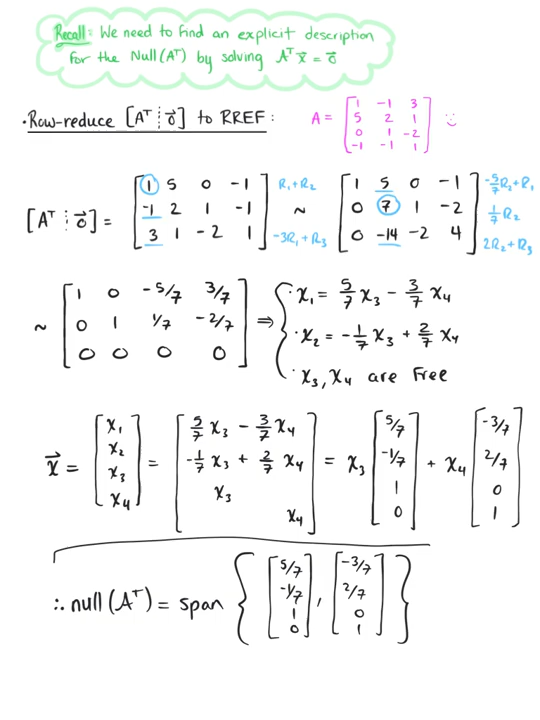 Recall: We need to find an explicit description
for the Null(Aᵀ) by solving Aᵀx⃗ = o⃗
•Row-reduce [Aᵀ ⋮ o⃗] to RREF: A = [1 -1 3; 5 2 1; 0 1 -2; -1 -1 1] :)
[Aᵀ ⋮ o⃗] = [1 5 0 -1; -1 2 1 -1; 3 1 -2 1] R₁+R₂ -3R₁+R₃ ~ [1 5 0 -1; 0 7 1 -2; 0 -14 -2 4] -5/7R₂+R₁ 1/7R₂ 2R₂+R₃
~ [1 0 -5/7 3/7; 0 1 1/7 -2/7; 0 0 0 0] ⇒ { •x₁ = 5/7 x₃ - 3/7 x₄
•x₂ = -1/7 x₃ + 2/7 x₄
•x₃, x₄ are free
x⃗ = [x₁; x₂; x₃; x₄] = [5/7 x₃ - 3/7 x₄; -1/7 x₃ + 2/7 x₄; x₃; x₄] = x₃ [5/7; -1/7; 1; 0] + x₄ [-3/7; 2/7; 0; 1]
∴ null(Aᵀ) = span { [5/7; -1/7; 1; 0], [-3/7; 2/7; 0; 1] }